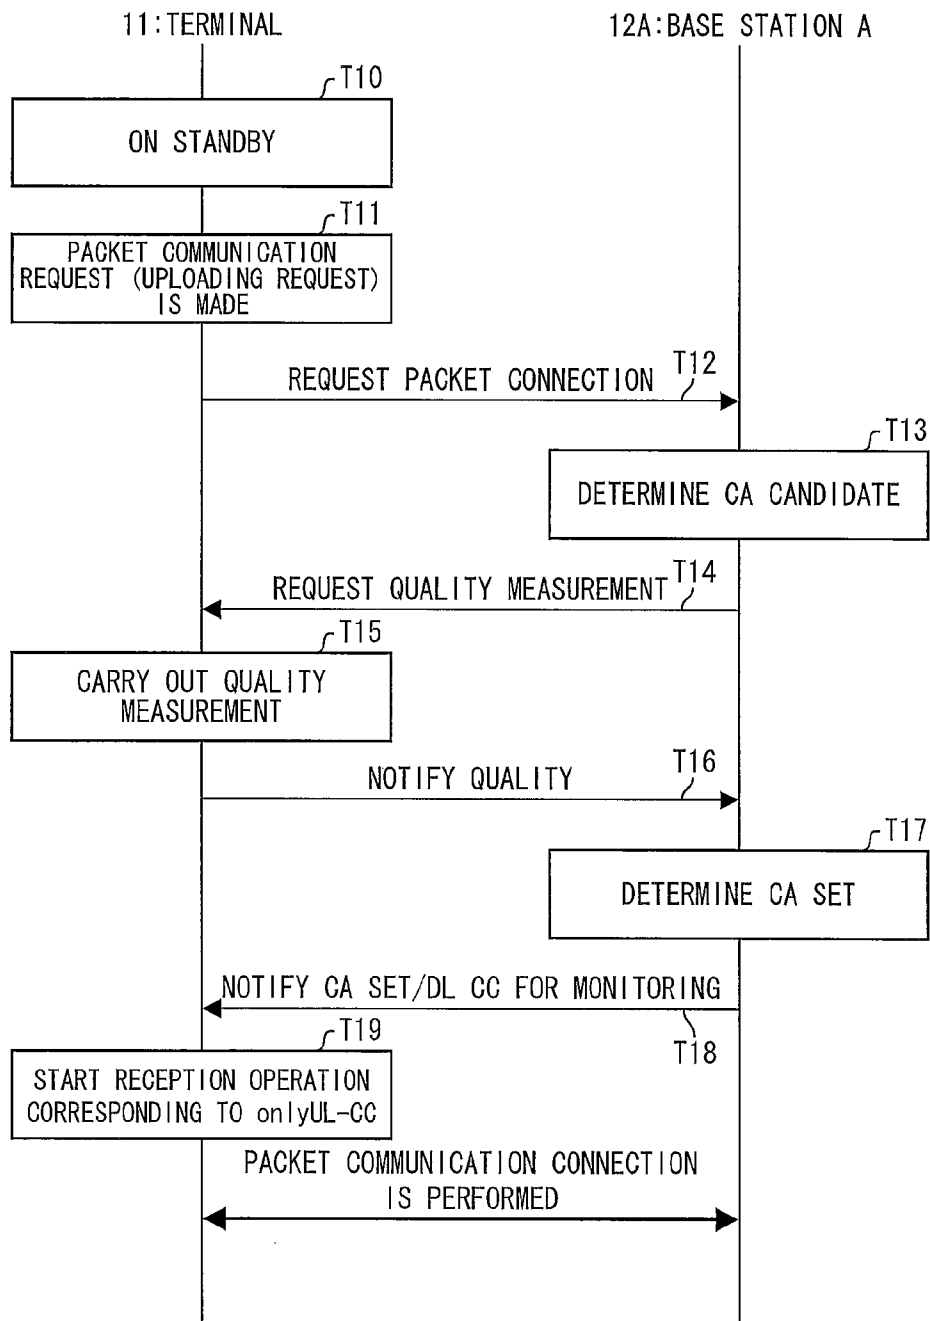 11:TERMINAL
12A:BASE STATION A
T10
ON STANDBY
T11
PACKET COMMUNICATION
REQUEST (UPLOADING REQUEST)
IS MADE
T12
REQUEST PACKET CONNECTION
T13
DETERMINE CA CANDIDATE
T14
REQUEST QUALITY MEASUREMENT
T15
CARRY OUT QUALITY
MEASUREMENT
T16
NOTIFY QUALITY
T17
DETERMINE CA SET
NOTIFY CA SET/DL CC FOR MONITORING
T18
T19
START RECEPTION OPERATION
CORRESPONDING TO onlyUL-CC
PACKET COMMUNICATION CONNECTION
IS PERFORMED